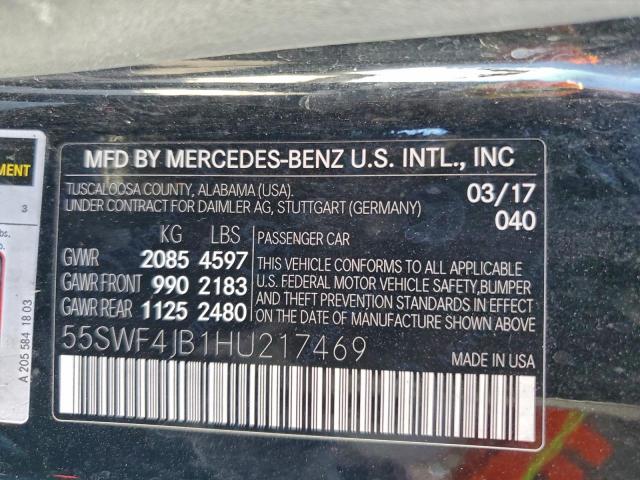 MENT
3
A 205 584 18 03
MFD BY MERCEDES-BENZ U.S. INTL., INC
TUSCALOOSA COUNTY, ALABAMA (USA).
UNDER CONTRACT FOR DAIMLER AG, STUTTGART (GERMANY)
03/17
040
KG LBS
GVWR 2085 4597
GAWR FRONT 990 2183
GAWR REAR 1125 2480
PASSENGER CAR
THIS VEHICLE CONFORMS TO ALL APPLICABLE
U.S. FEDERAL MOTOR VEHICLE SAFETY,BUMPER
AND THEFT PREVENTION STANDARDS IN EFFECT
ON THE DATE OF MANUFACTURE SHOWN ABOVE.
55SWF4JB1HU217469
MADE IN USA